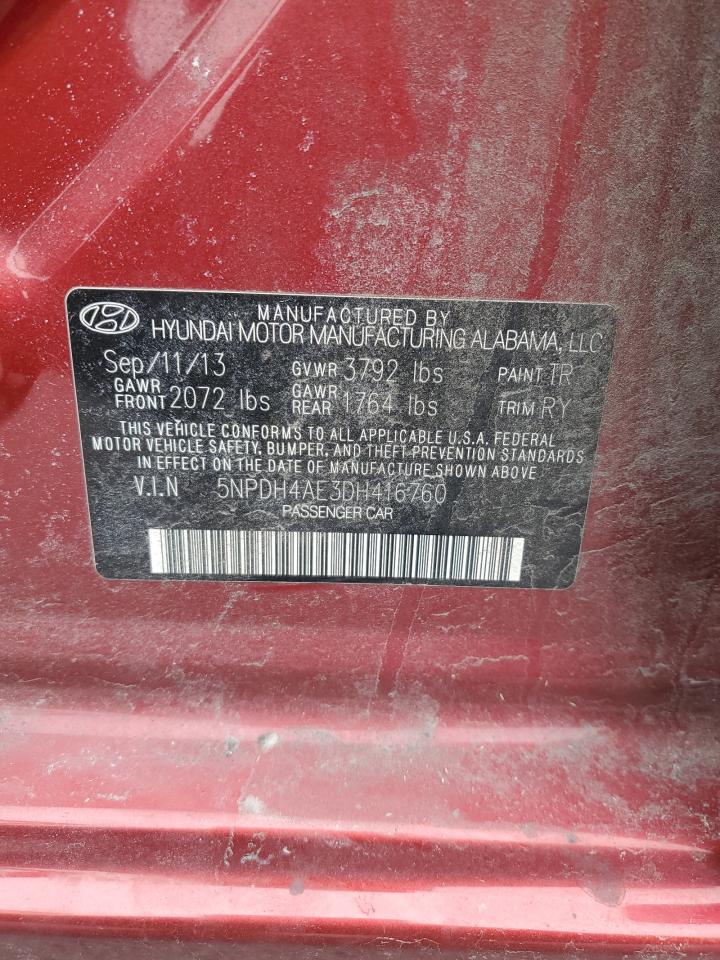 MANUFACTURED BY
HYUNDAI MOTOR MANUFACTURING ALABAMA, LLC
Sep/11/13 GVWR 3792 lbs PAINT TR
GAWR FRONT 2072 lbs GAWR REAR 1764 lbs TRIM RY
THIS VEHICLE CONFORMS TO ALL APPLICABLE U.S.A. FEDERAL
MOTOR VEHICLE SAFETY, BUMPER, AND THEFT PREVENTION STANDARDS
IN EFFECT ON THE DATE OF MANUFACTURE SHOWN ABOVE
V.I.N 5NPDH4AE3DH416760
PASSENGER CAR